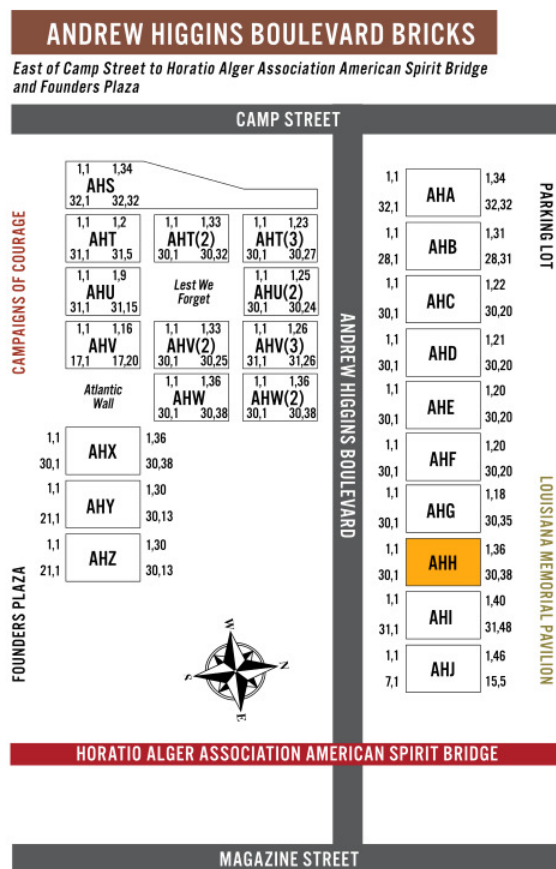 ANDREW HIGGINS BOULEVARD BRICKS
East of Camp Street to Horatio Alger Association American Spirit Bridge
and Founders Plaza
CAMP STREET
CAMPAIGNS OF COURAGE
FOUNDERS PLAZA
1,1 1,34
AHS
32,1 32,32
1,1 1,2
AHT
31,1 31,5
1,1 1,33
AHT(2)
30,1 30,32
1,1 1,23
AHT(3)
30,1 30,27
1,1 1,9
AHU
31,1 31,15
Lest We
Forget
1,1 1,25
AHU(2)
30,1 30,24
1,1 1,16
AHV
17,1 17,20
1,1 1,33
AHV(2)
30,1 30,25
1,1 1,26
AHV(3)
31,1 31,26
Atlantic
Wall
1,1 1,36
AHW
30,1 30,38
1,1 1,36
AHW(2)
30,1 30,38
1,1 1,36
AHX
30,1 30,38
1,1 1,30
AHY
21,1 30,13
1,1 1,30
AHZ
21,1 30,13
W
N
S
E
ANDREW HIGGINS BOULEVARD
1,1 1,34
AHA
32,1 32,32
1,1 1,31
AHB
28,1 28,31
1,1 1,22
AHC
30,1 30,20
1,1 1,21
AHD
30,1 30,20
1,1 1,20
AHE
30,1 30,20
1,1 1,20
AHF
30,1 30,20
1,1 1,18
AHG
30,1 30,35
1,1 1,36
AHH
30,1 30,38
1,1 1,40
AHI
31,1 31,48
1,1 1,46
AHJ
7,1 15,5
PARKING LOT
LOUISIANA MEMORIAL PAVILION
HORATIO ALGER ASSOCIATION AMERICAN SPIRIT BRIDGE
MAGAZINE STREET